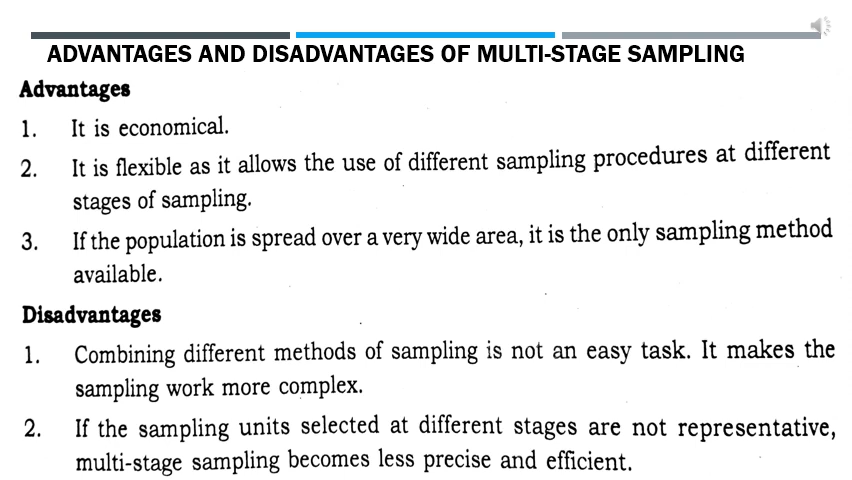 ADVANTAGES AND DISADVANTAGES OF MULTI-STAGE SAMPLING
Advantages
1. It is economical.
2. It is flexible as it allows the use of different sampling procedures at different
stages of sampling.
3. If the population is spread over a very wide area, it is the only sampling method
available.
Disadvantages
1. Combining different methods of sampling is not an easy task. It makes the
sampling work more complex.
2. If the sampling units selected at different stages are not representative,
multi-stage sampling becomes less precise and efficient.